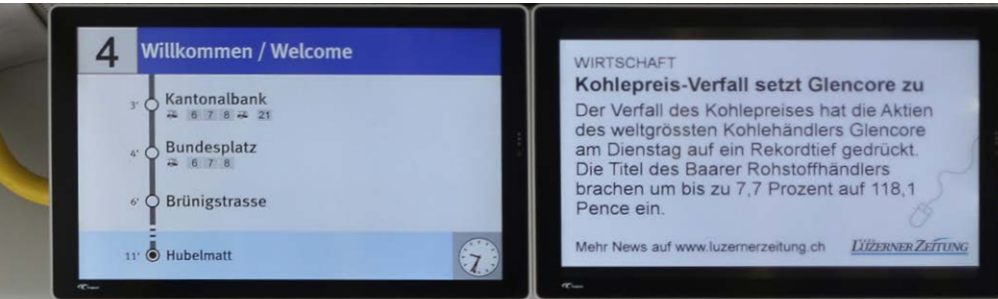 4 Willkommen / Welcome
3' Kantonalbank
6 7 8 21
4' Bundesplatz
6 7 8
6' Brünigstrasse
11' Hubelmatt
WIRTSCHAFT
Kohlepreis-Verfall setzt Glencore zu
Der Verfall des Kohlepreises hat die Aktien
des weltgrössten Kohlehändlers Glencore
am Dienstag auf ein Rekordtief gedrückt.
Die Titel des Baarer Rohstoffhändlers
brachen um bis zu 7,7 Prozent auf 118,1
Pence ein.
Mehr News auf www.luzernerzeitung.ch LUZERNER ZEITUNG